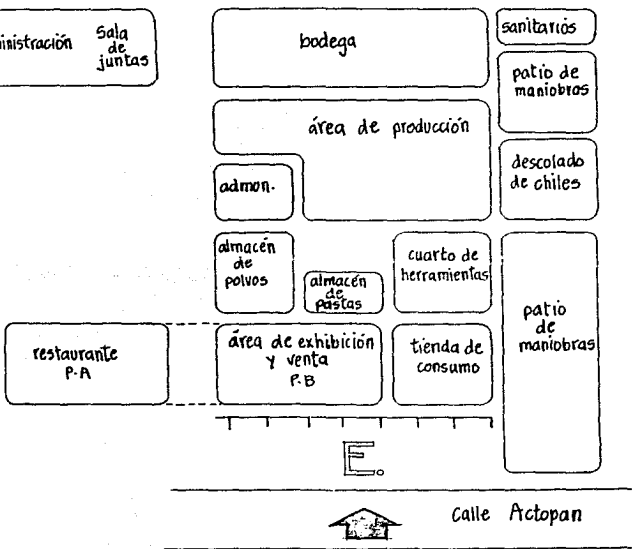 Sala
de
juntas
bodega
sanitarios
patio de
maniobras
área de producción
descolado
de chiles
admon.
almacén
de
polvos
almacén
de
pastas
cuarto de
herramientas
patio
de
maniobras
restaurante
P.A
área de exhibición
y venta
P.B
tienda de
consumo
E.
Calle Actopan